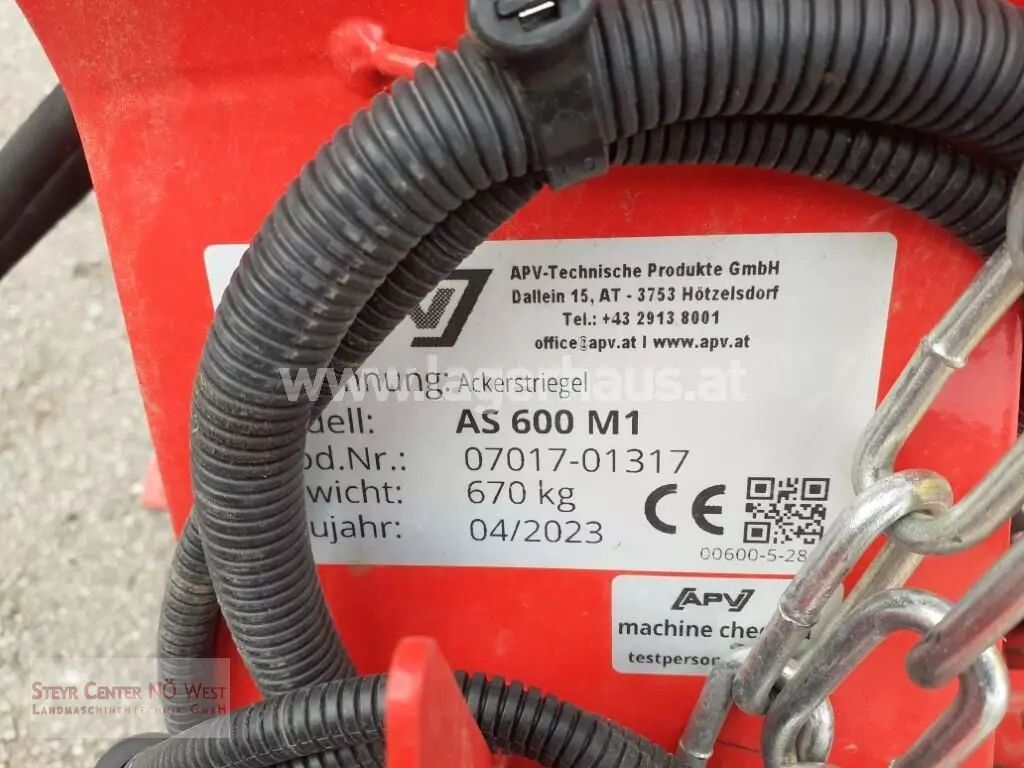 APV-Technische Produkte GmbH
Dallein 15, AT - 3753 Hötzelsdorf
Tel.: +43 2913 8001
office@apv.at I www.apv.at
nnung: Ackerstriegel
dell: AS 600 M1
od.Nr.: 07017-01317
wicht: 670 kg
ujahr: 04/2023
CE
00600-5-28
APV
machine che
testperson
www.lagerhaus.at
STEYR CENTER NÖ WEST
LANDMASCHINENTECHNIK GMBH